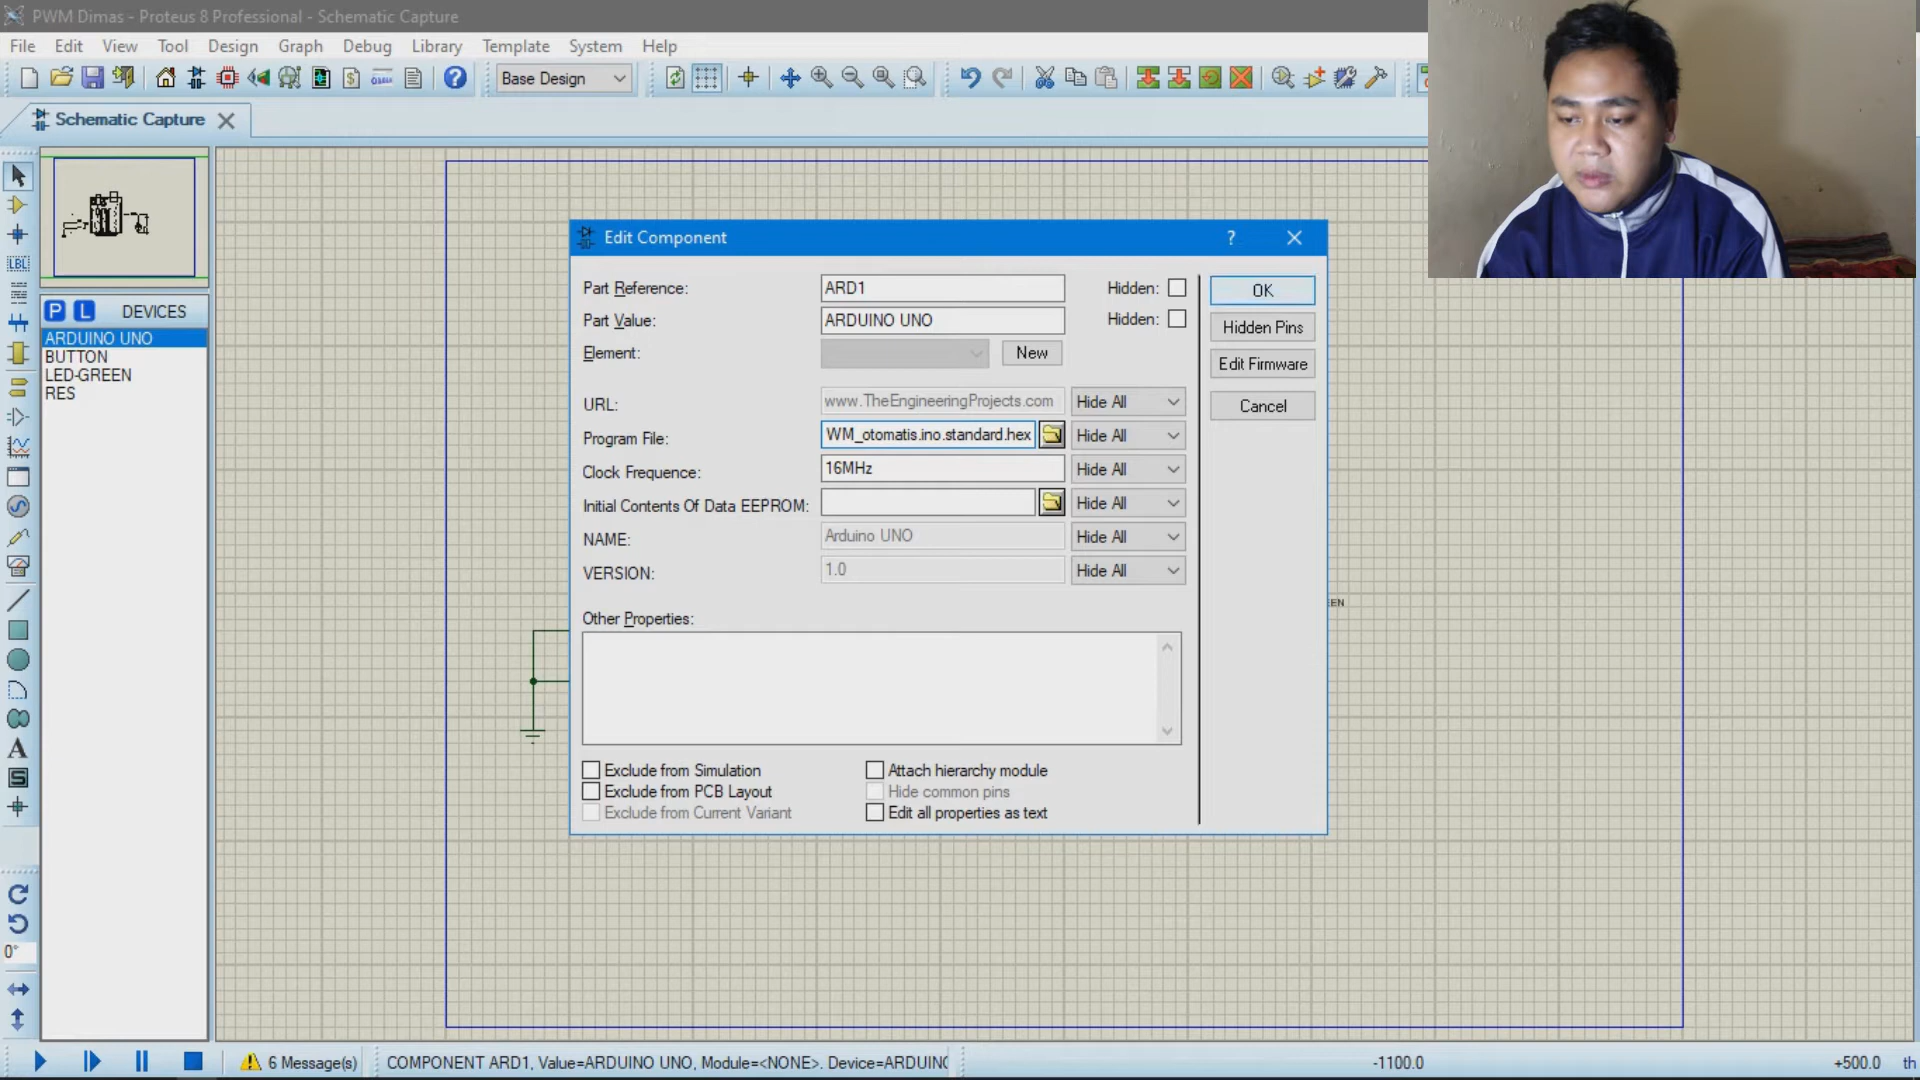 PWM Dimas - Proteus 8 Professional - Schematic Capture
File Edit View Tool Design Graph Debug Library Template System Help
Base Design
Schematic Capture
P L DEVICES
ARDUINO UNO
BUTTON
LED-GREEN
RES
LBL
A
S
0°
Edit Component ?
Part Reference: ARD1 Hidden: OK
Part Value: ARDUINO UNO Hidden: Hidden Pins
Element: New
Edit Firmware
URL: www.TheEngineeringProjects.com Hide All Cancel
Program File: WM_otomatis.ino.standard.hex Hide All
Clock Frequence: 16MHz Hide All
Initial Contents Of Data EEPROM: Hide All
NAME: Arduino UNO Hide All
VERSION: 1.0 Hide All
EEN
Other Properties:
Exclude from Simulation Attach hierarchy module
Exclude from PCB Layout Hide common pins
Exclude from Current Variant Edit all properties as text
6 Message(s) COMPONENT ARD1, Value=ARDUINO UNO, Module=<NONE>. Device=ARDUINO -1100.0 +500.0 th